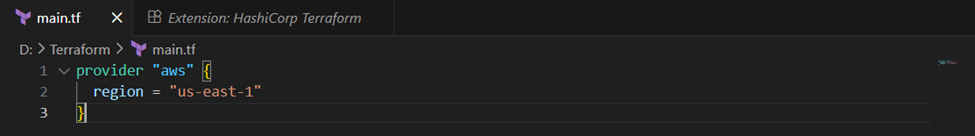 main.tf Extension: HashiCorp Terraform
D: > Terraform > main.tf
1 provider "aws" {
2 region = "us-east-1"
3 }